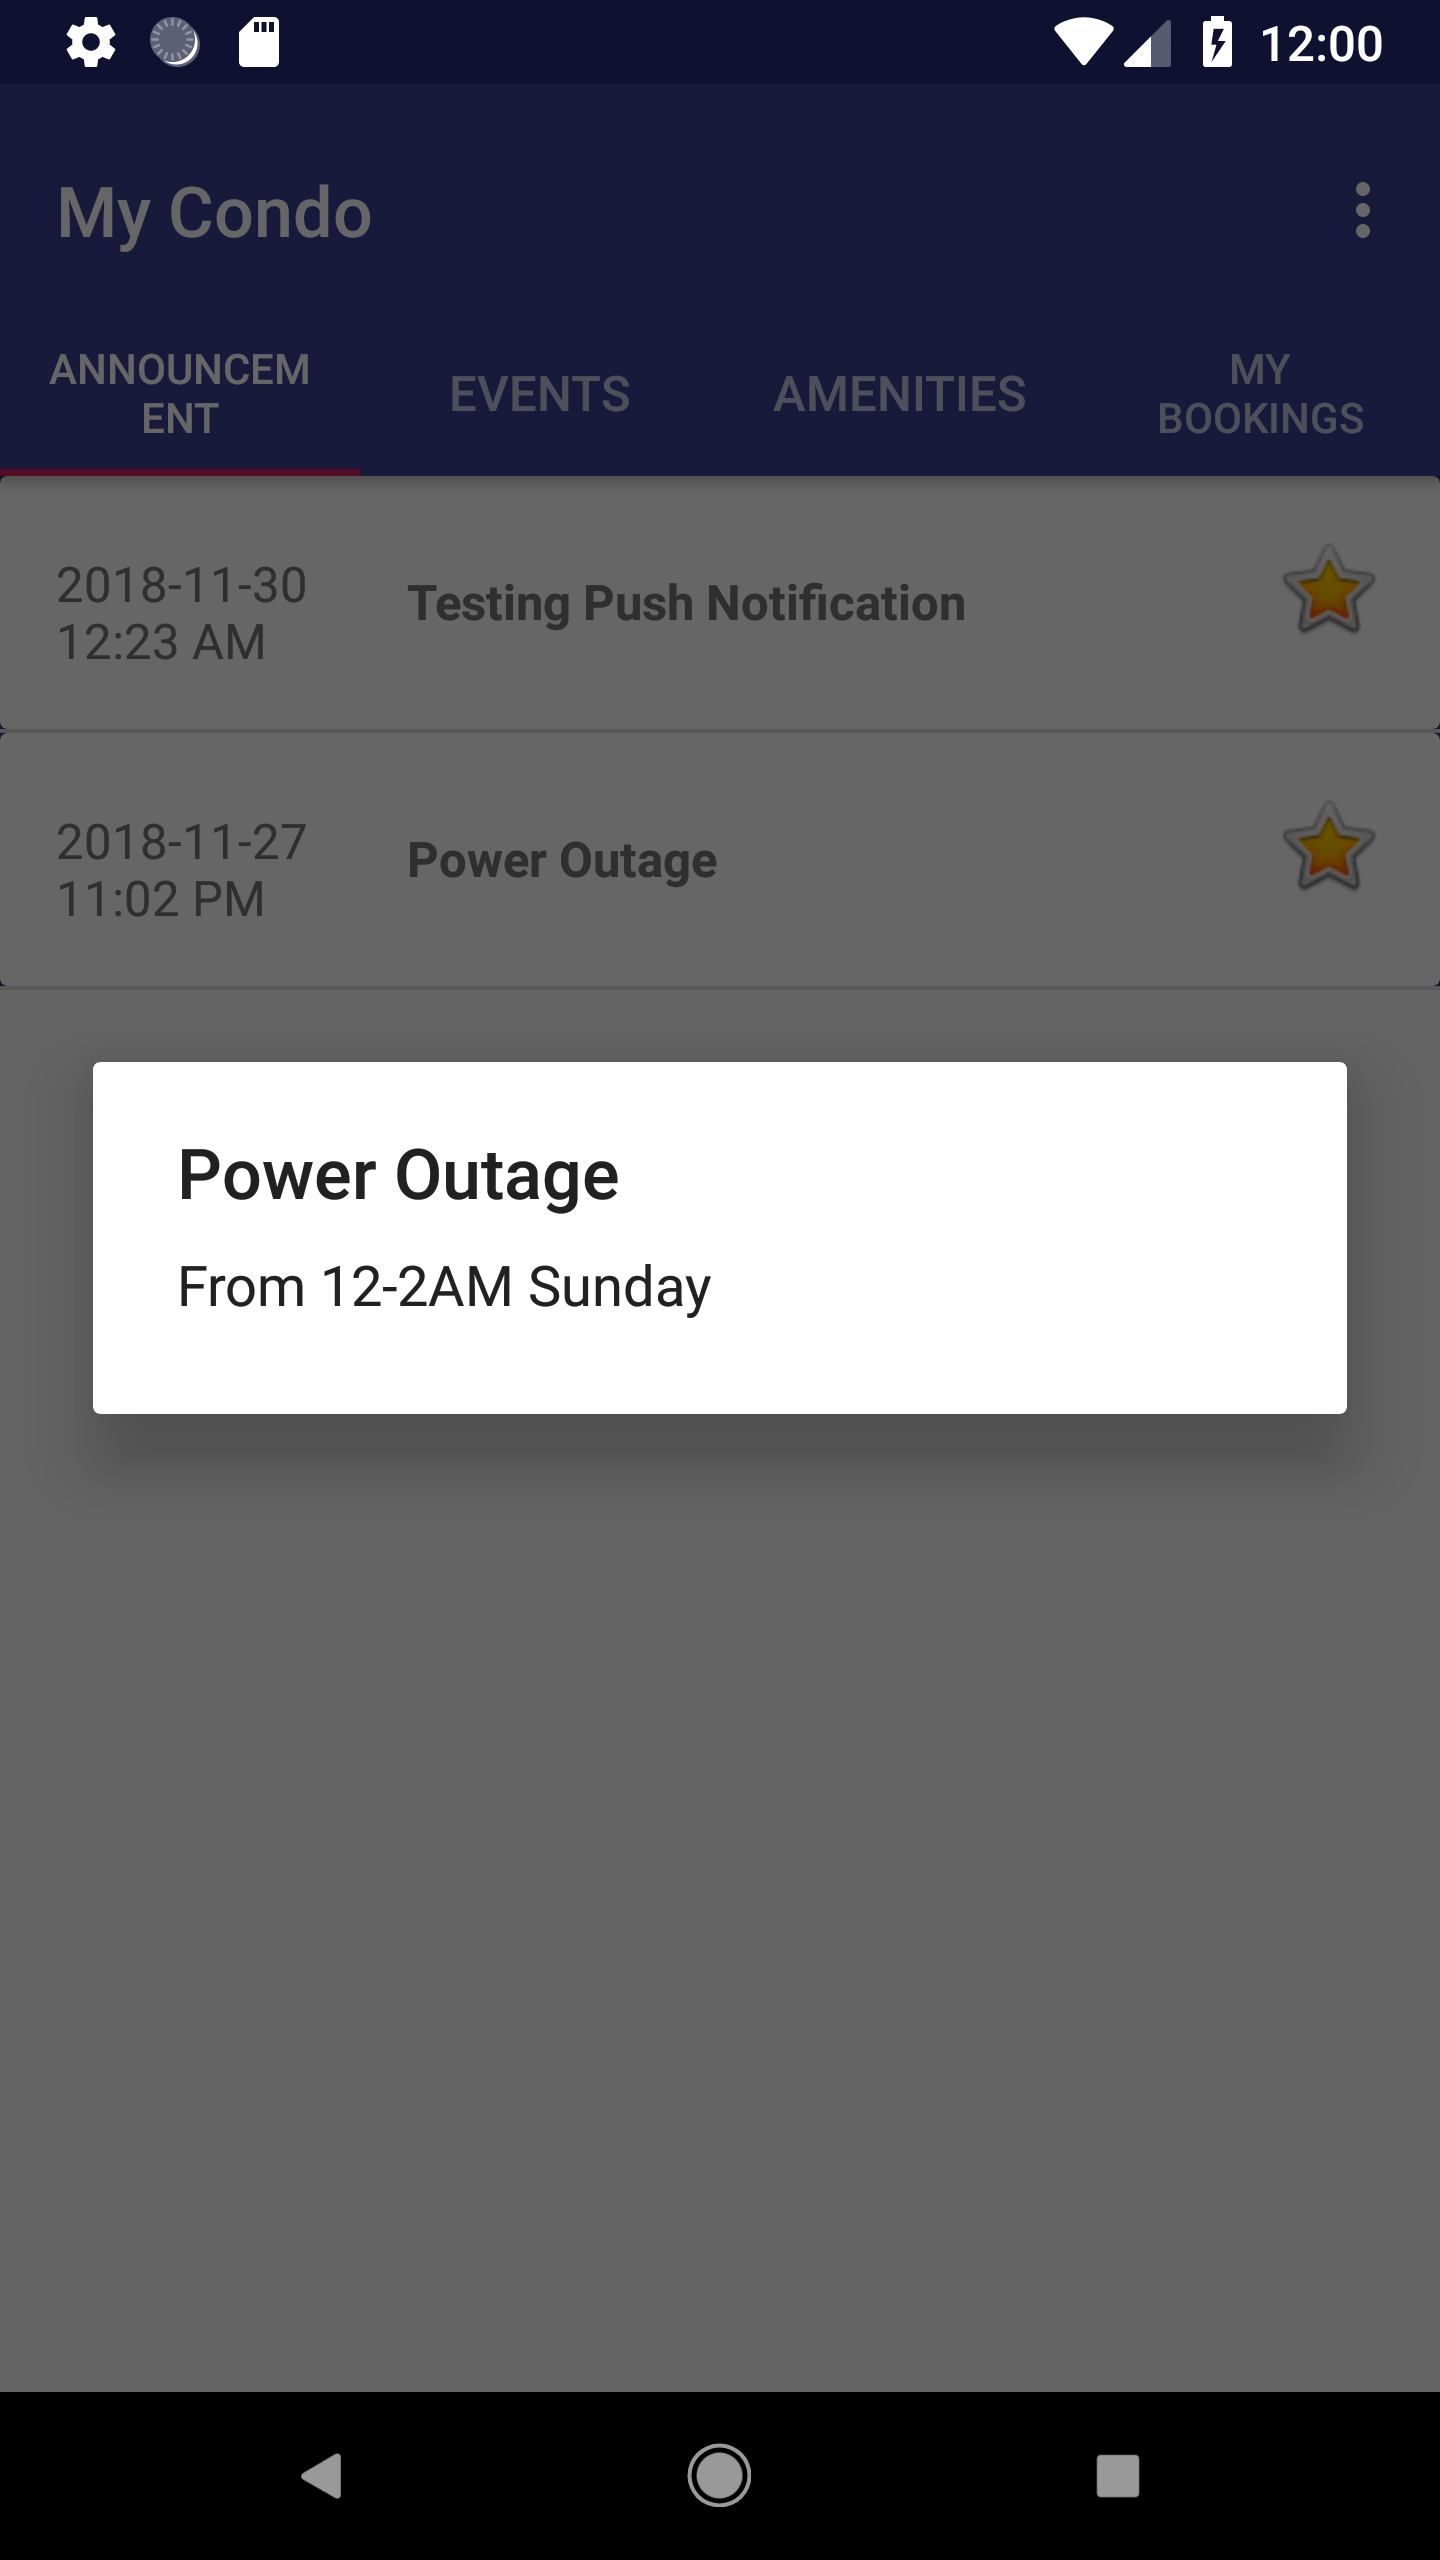 12:00
My Condo
ANNOUNCEM
ENT
EVENTS
AMENITIES
MY
BOOKINGS
2018-11-30
12:23 AM
Testing Push Notification
2018-11-27
11:02 PM
Power Outage
Power Outage
From 12-2AM Sunday